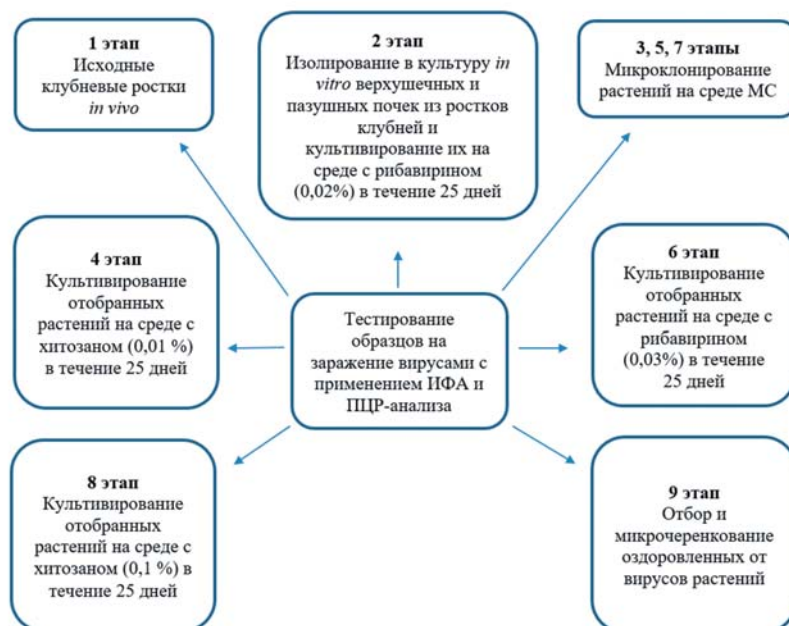 1 этап
Исходные
клубневые ростки
in vivo
2 этап
Изолирование в культуру in
vitro верхушечных и
пазушных почек из ростков
клубней и
культивирование их на
среде с рибавирином
(0,02%) в течение 25 дней
3, 5, 7 этапы
Микроклонирование
растений на среде МС
4 этап
Культивирование
отобранных
растений на среде с
хитозаном (0,01 %)
в течение 25 дней
Тестирование
образцов на
заражение вирусами с
применением ИФА и
ПЦР-анализа
6 этап
Культивирование
отобранных
растений на среде с
рибавирином
(0,03%) в течение
25 дней
8 этап
Культивирование
отобранных
растений на среде с
хитозаном (0,1 %) в
течение 25 дней
9 этап
Отбор и
микрочеренкование
оздоровленных от
вирусов растений